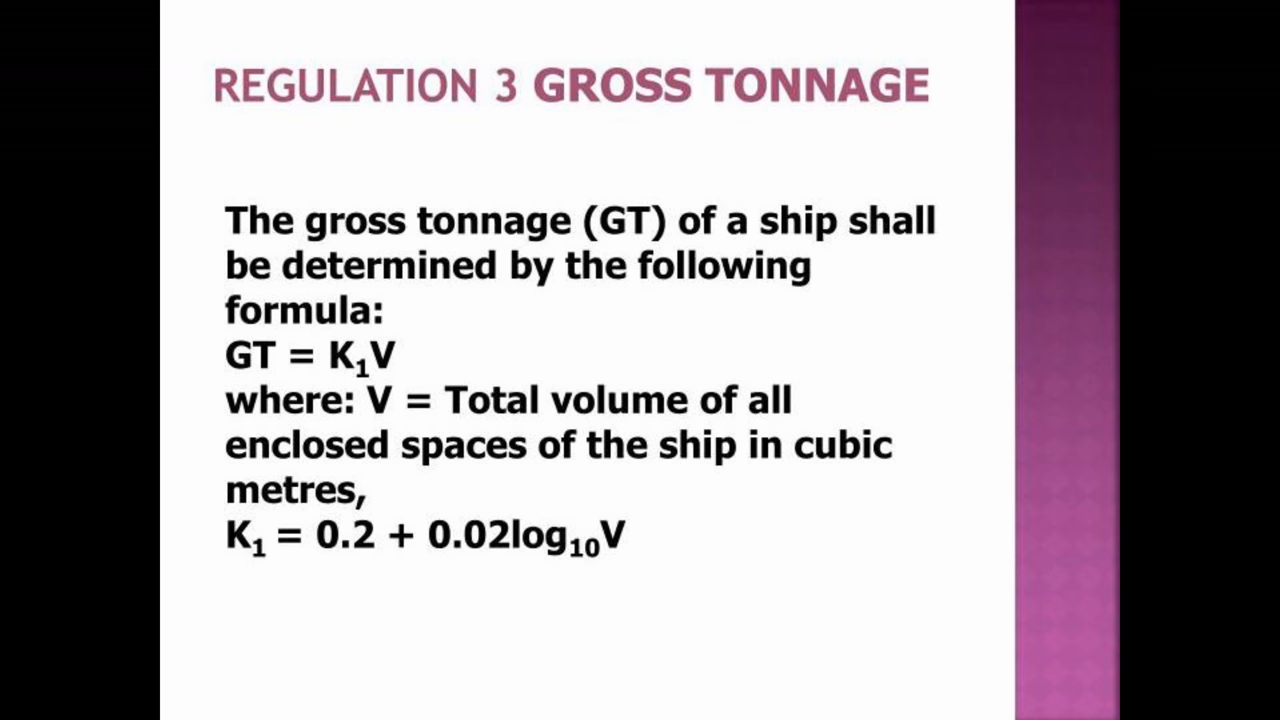 REGULATION 3 GROSS TONNAGE
The gross tonnage (GT) of a ship shall
be determined by the following
formula:
GT = K₁V
where: V = Total volume of all
enclosed spaces of the ship in cubic
metres,
K₁ = 0.2 + 0.02log₁₀V